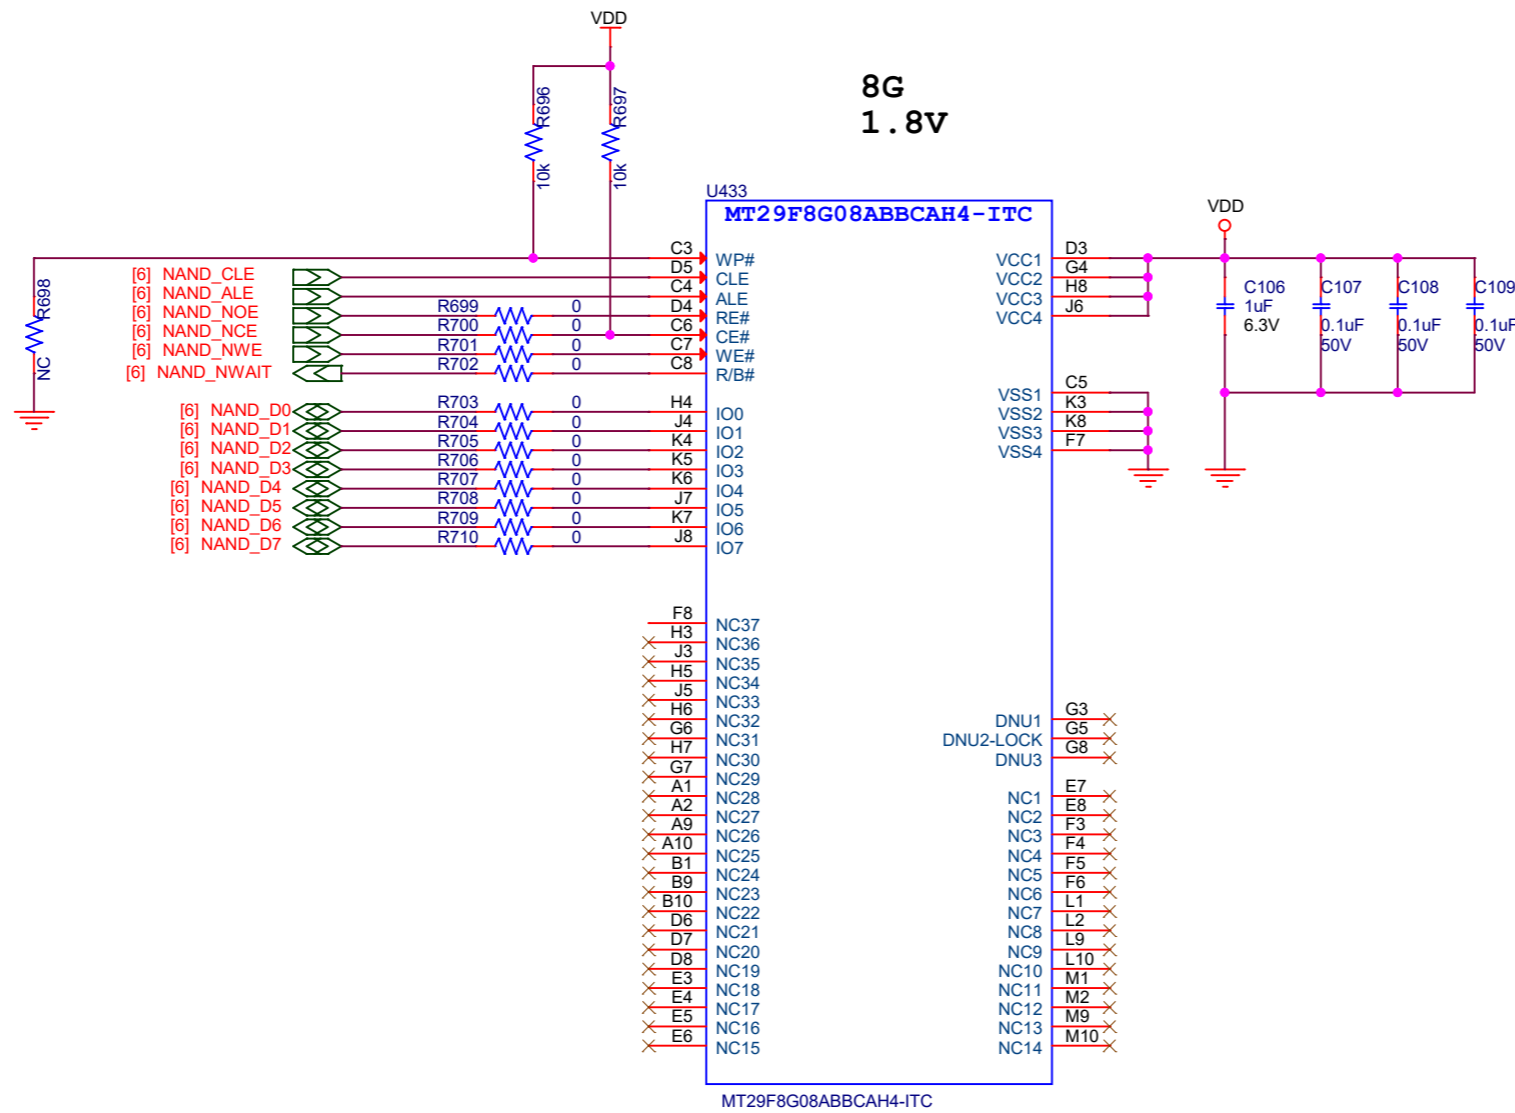 VDD
8G
1.8V
R696
10k
R697
10k
U433
MT29F8G08ABBCAH4-ITC
R698
NC
[6] NAND_CLE
[6] NAND_ALE
[6] NAND_NOE
[6] NAND_NCE
[6] NAND_NWE
[6] NAND_NWAIT
R699 0
R700 0
R701 0
R702 0
C3 WP#
D5 CLE
C4 ALE
D4 RE#
C6 CE#
C7 WE#
C8 R/B#
[6] NAND_D0 R703 0 H4 IO0
[6] NAND_D1 R704 0 J4 IO1
[6] NAND_D2 R705 0 K4 IO2
[6] NAND_D3 R706 0 K5 IO3
[6] NAND_D4 R707 0 K6 IO4
[6] NAND_D5 R708 0 J7 IO5
[6] NAND_D6 R709 0 K7 IO6
[6] NAND_D7 R710 0 J8 IO7
F8 NC37
H3 NC36
J3 NC35
H5 NC34
J5 NC33
H6 NC32
G6 NC31
H7 NC30
G7 NC29
A1 NC28
A2 NC27
A9 NC26
A10 NC25
B1 NC24
B9 NC23
B10 NC22
D6 NC21
D7 NC20
D8 NC19
E3 NC18
E4 NC17
E5 NC16
E6 NC15
VCC1 D3
VCC2 G4
VCC3 H8
VCC4 J6
VSS1 C5
VSS2 K3
VSS3 K8
VSS4 F7
DNU1 G3
DNU2-LOCK G5
DNU3 G8
NC1 E7
NC2 E8
NC3 F3
NC4 F4
NC5 F5
NC6 F6
NC7 L1
NC8 L2
NC9 L9
NC10 L10
NC11 M1
NC12 M2
NC13 M9
NC14 M10
VDD
C106
1uF
6.3V
C107
0.1uF
50V
C108
0.1uF
50V
C109
0.1uF
50V
MT29F8G08ABBCAH4-ITC